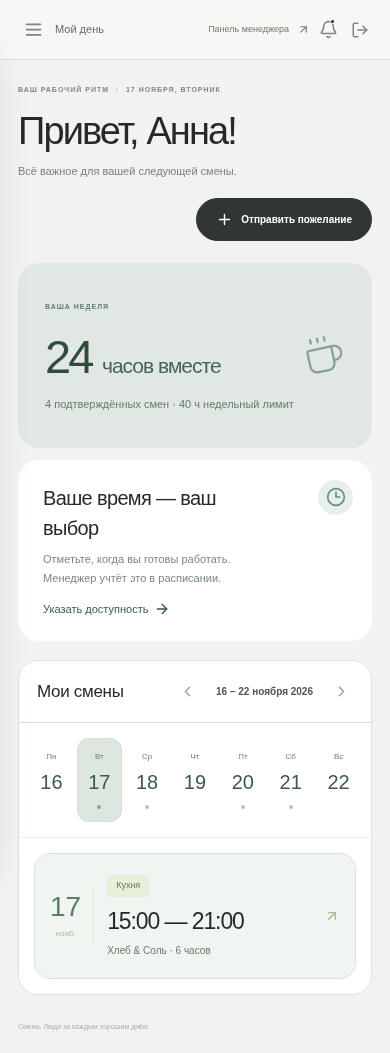 Мой день
Панель менеджера
ВАШ РАБОЧИЙ РИТМ / 17 НОЯБРЯ, ВТОРНИК
Привет, Анна!
Всё важное для вашей следующей смены.
Отправить пожелание
ВАША НЕДЕЛЯ
24 часов вместе
4 подтверждённых смен · 40 ч недельный лимит
Ваше время — ваш
выбор
Отметьте, когда вы готовы работать.
Менеджер учтёт это в расписании.
Указать доступность
Мои смены
16 – 22 ноября 2026
Пн Вт Ср Чт Пт Сб Вс
16 17 18 19 20 21 22
17
нояб.
Кухня
15:00 — 21:00
Хлеб & Соль · 6 часов
Смена. Люди за каждым хорошим днём.